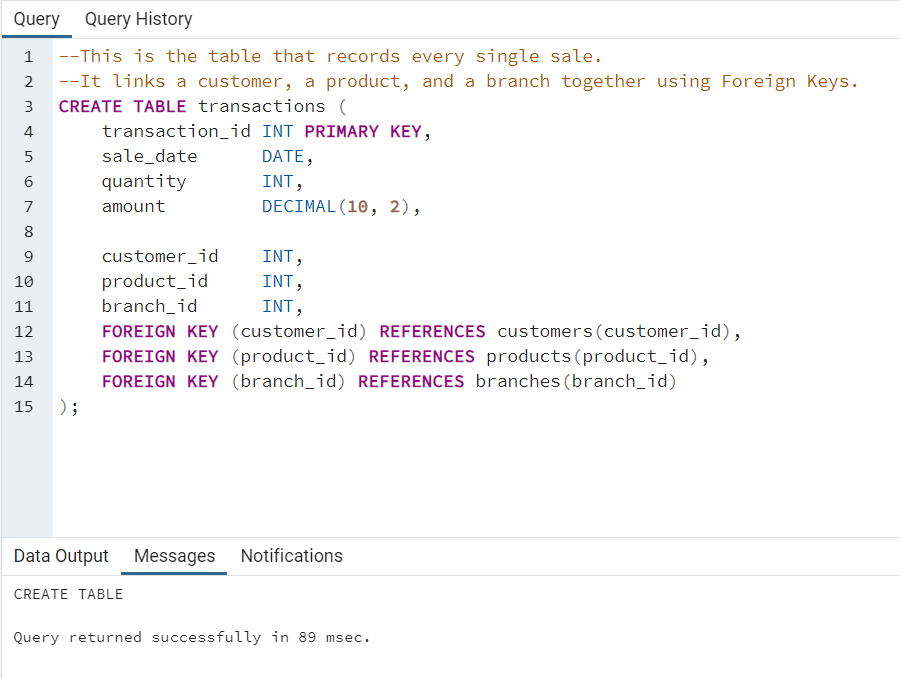 Query Query History
1 --This is the table that records every single sale.
2 --It links a customer, a product, and a branch together using Foreign Keys.
3 CREATE TABLE transactions (
4     transaction_id INT PRIMARY KEY,
5     sale_date      DATE,
6     quantity       INT,
7     amount         DECIMAL(10, 2),
8
9     customer_id    INT,
10     product_id     INT,
11     branch_id      INT,
12     FOREIGN KEY (customer_id) REFERENCES customers(customer_id),
13     FOREIGN KEY (product_id) REFERENCES products(product_id),
14     FOREIGN KEY (branch_id) REFERENCES branches(branch_id)
15 );
Data Output Messages Notifications
CREATE TABLE
Query returned successfully in 89 msec.